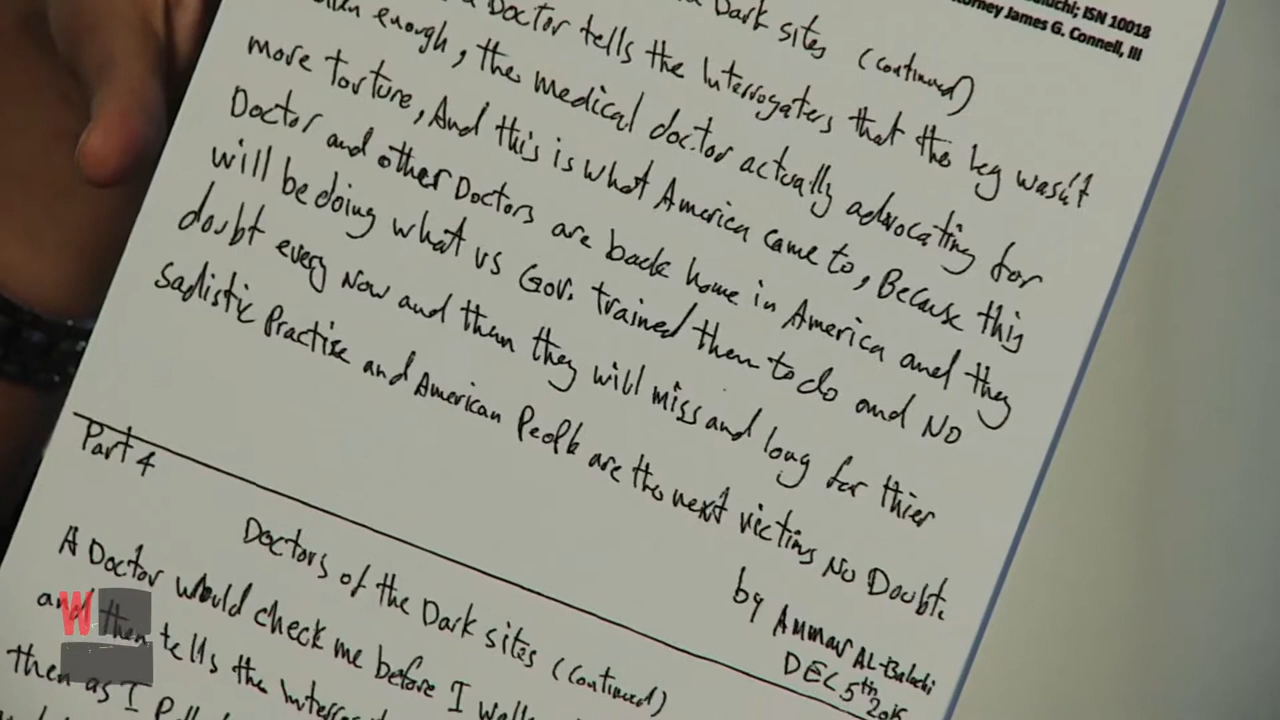 ISN 10018
Attorney James G. Connell, III
Dark sites (continued)
Doctor tells the Interrogaters that the leg wasn't
enough, the medical doctor actually advocating for
more torture, And this is what America came to, Because this
Doctor and other Doctors are back home in America and they
will be doing what us Gov. trained them to do and NO
doubt every Now and then they will miss and long for thier
sadistic Practise and American People are the next victims No Doubt.
by Ammar AL-Baluchi
DEC 5th
Part 4
Doctors of the Dark sites (Continued)
A Doctor would check me before I
and then tells the
then as I
W